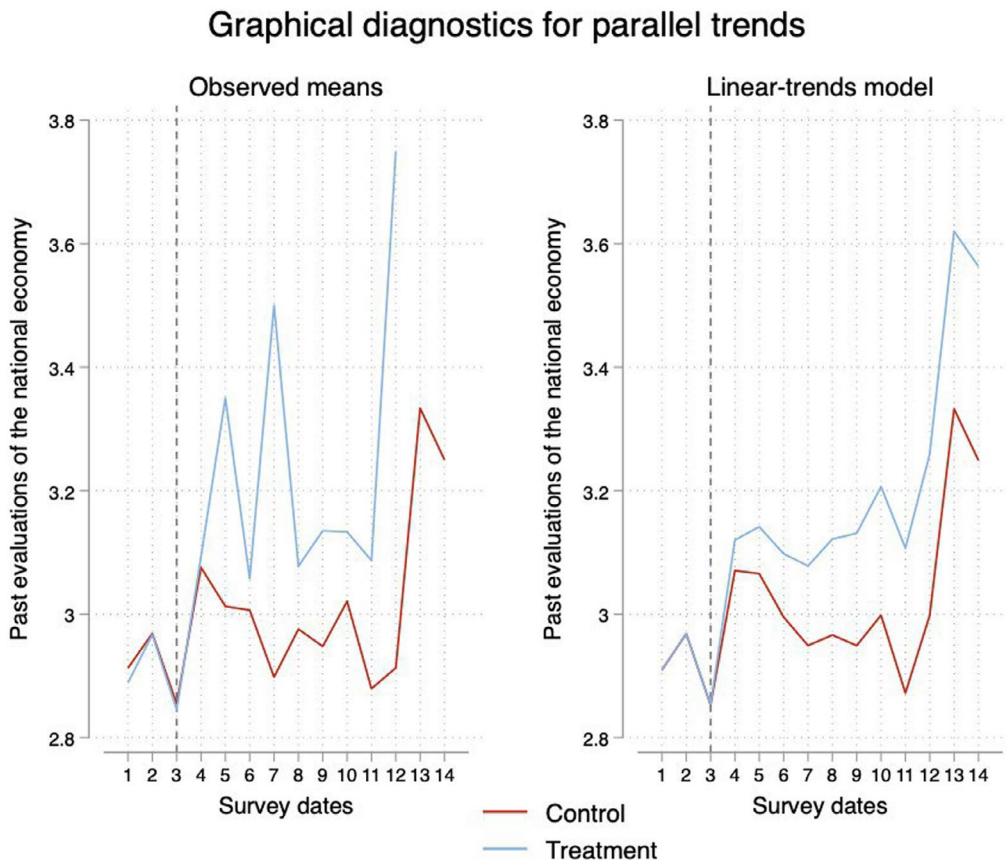 Graphical diagnostics for parallel trends
Observed means
Past evaluations of the national economy
3.8
3.6
3.4
3.2
3
2.8
1 2 3 4 5 6 7 8 9 10 11 12 13 14
Survey dates
Linear-trends model
Past evaluations of the national economy
3.8
3.6
3.4
3.2
3
2.8
1 2 3 4 5 6 7 8 9 10 11 12 13 14
Survey dates
Control
Treatment